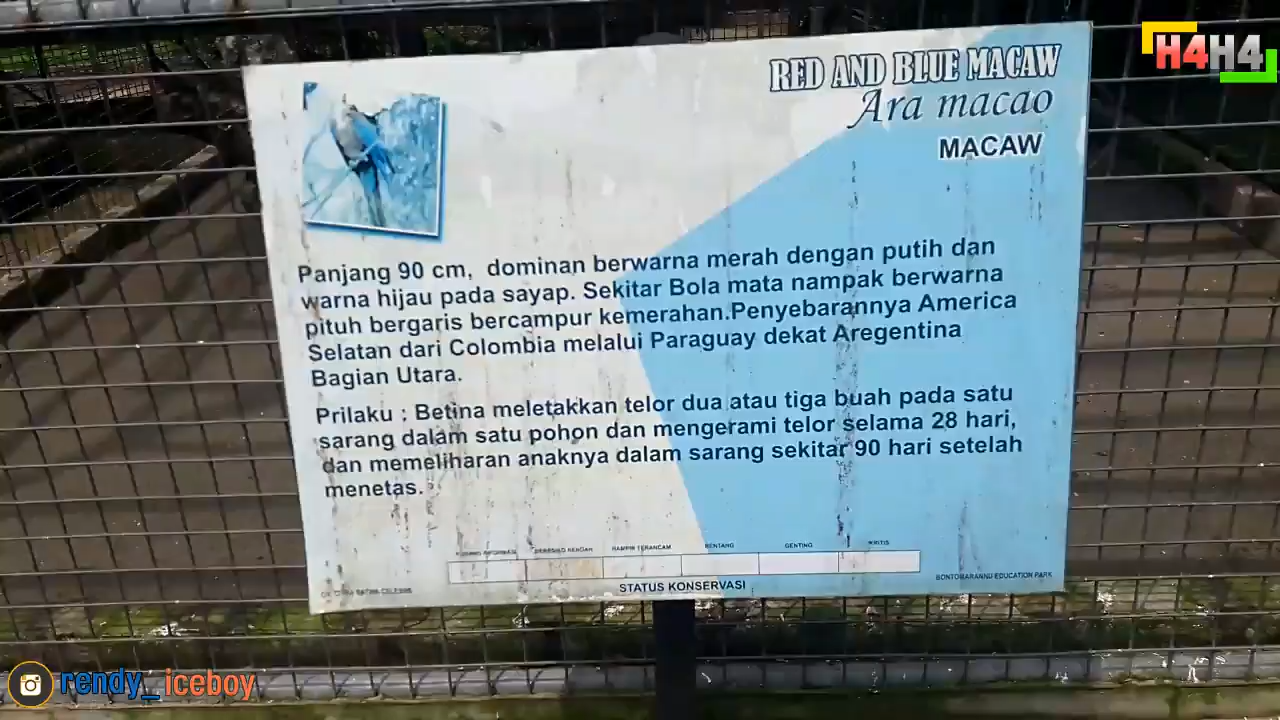 H4H4
RED AND BLUE MACAW
Ara macao
MACAW
Panjang 90 cm, dominan berwarna merah dengan putih dan
warna hijau pada sayap. Sekitar Bola mata nampak berwarna
pituh bergaris bercampur kemerahan.Penyebarannya America
Selatan dari Colombia melalui Paraguay dekat Aregentina
Bagian Utara.
Prilaku : Betina meletakkan telor dua atau tiga buah pada satu
sarang dalam satu pohon dan mengerami telor selama 28 hari,
dan memeliharan anaknya dalam sarang sekitar 90 hari setelah
menetas.
KURANG INFORMASI BERESIKO RENDAH HAMPIR TERANCAM RENTANG GENTING KRITIS
STATUS KONSERVASI
BONTOMARANNU EDUCATION PARK
rendy_iceboy